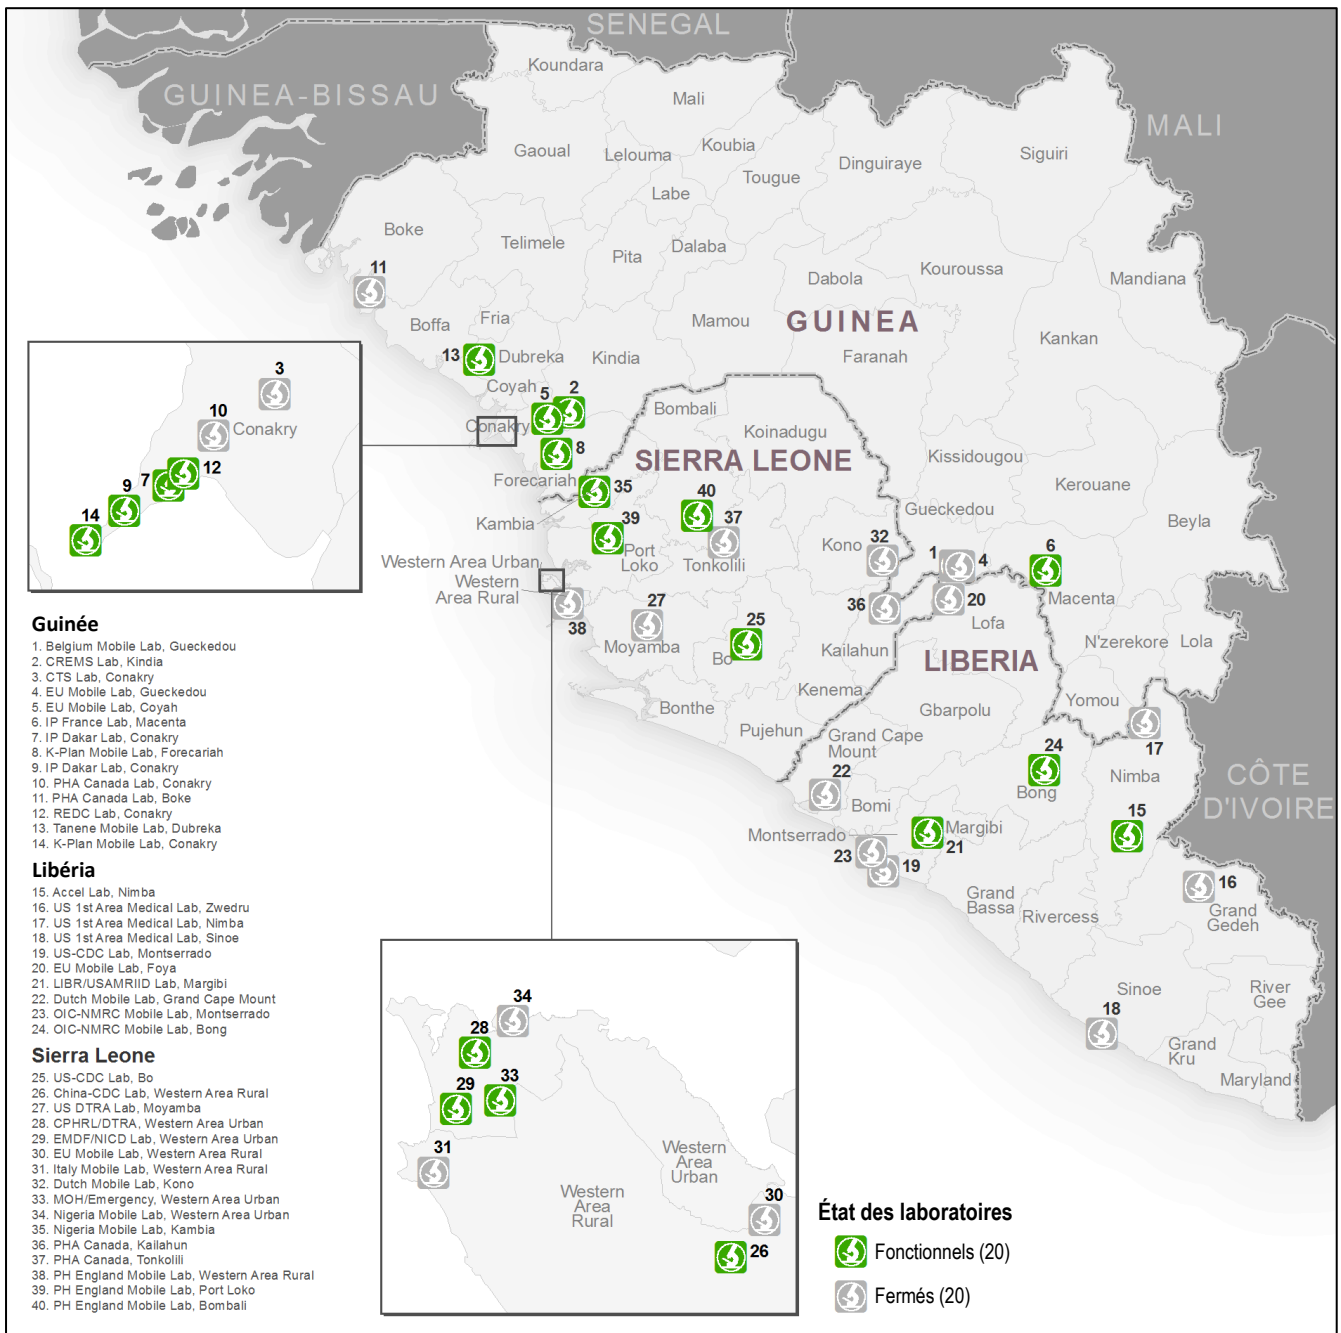 SENEGAL
GUINEA-BISSAU
MALI
Koundara
Mali
Gaoual
Lelouma
Koubia
Tougue
Dinguiraye
Siguiri
Labe
Boke
Telimele
Pita
Dalaba
Dabola
Kouroussa
Mandiana
11
Boffa
Fria
Mamou
GUINEA
Kankan
13
Dubreka
Kindia
Faranah
Coyah
5
2
Conakry
8
Forecariah
Bombali
Koinadugu
SIERRA LEONE
Kissidougou
Kerouane
Beyla
Gueckedou
35
Kambia
40
39
37
Port
Loko
Tonkolili
Kono
32
1
4
6
Macenta
Western Area Urban
Western
Area Rural
38
27
Moyamba
25
Bo
36
20
Lofa
Kailahun
LIBERIA
N'zerekore
Lola
Kenema
Bonthe
Pujehun
Gbarpolu
Yomou
17
Grand Cape
Mount
22
Bomi
24
Bong
Nimba
CÔTE
D'IVOIRE
15
Montserrado
Margibi
21
23
19
16
Grand
Gedeh
Grand
Bassa
Rivercess
Sinoe
River
Gee
18
Grand
Kru
Maryland
3
10
Conakry
12
7
9
14
Guinée
1. Belgium Mobile Lab, Gueckedou
2. CREMS Lab, Kindia
3. CTS Lab, Conakry
4. EU Mobile Lab, Gueckedou
5. EU Mobile Lab, Coyah
6. IP France Lab, Macenta
7. IP Dakar Lab, Conakry
8. K-Plan Mobile Lab, Forecariah
9. IP Dakar Lab, Conakry
10. PHA Canada Lab, Conakry
11. PHA Canada Lab, Boke
12. REDC Lab, Conakry
13. Tanene Mobile Lab, Dubreka
14. K-Plan Mobile Lab, Conakry
Libéria
15. Accel Lab, Nimba
16. US 1st Area Medical Lab, Zwedru
17. US 1st Area Medical Lab, Nimba
18. US 1st Area Medical Lab, Sinoe
19. US-CDC Lab, Montserrado
20. EU Mobile Lab, Foya
21. LIBR/USAMRIID Lab, Margibi
22. Dutch Mobile Lab, Grand Cape Mount
23. OIC-NMRC Mobile Lab, Montserrado
24. OIC-NMRC Mobile Lab, Bong
Sierra Leone
25. US-CDC Lab, Bo
26. China-CDC Lab, Western Area Rural
27. US DTRA Lab, Moyamba
28. CPHRL/DTRA, Western Area Urban
29. EMDF/NICD Lab, Western Area Urban
30. EU Mobile Lab, Western Area Rural
31. Italy Mobile Lab, Western Area Rural
32. Dutch Mobile Lab, Kono
33. MOH/Emergency, Western Area Urban
34. Nigeria Mobile Lab, Western Area Urban
35. Nigeria Mobile Lab, Kambia
36. PHA Canada, Kailahun
37. PHA Canada, Tonkolili
38. PH England Mobile Lab, Western Area Rural
39. PH England Mobile Lab, Port Loko
40. PH England Mobile Lab, Bombali
34
28
29
33
31
Western
Area
Urban
Western
Area
Rural
30
26
État des laboratoires
Fonctionnels (20)
Fermés (20)